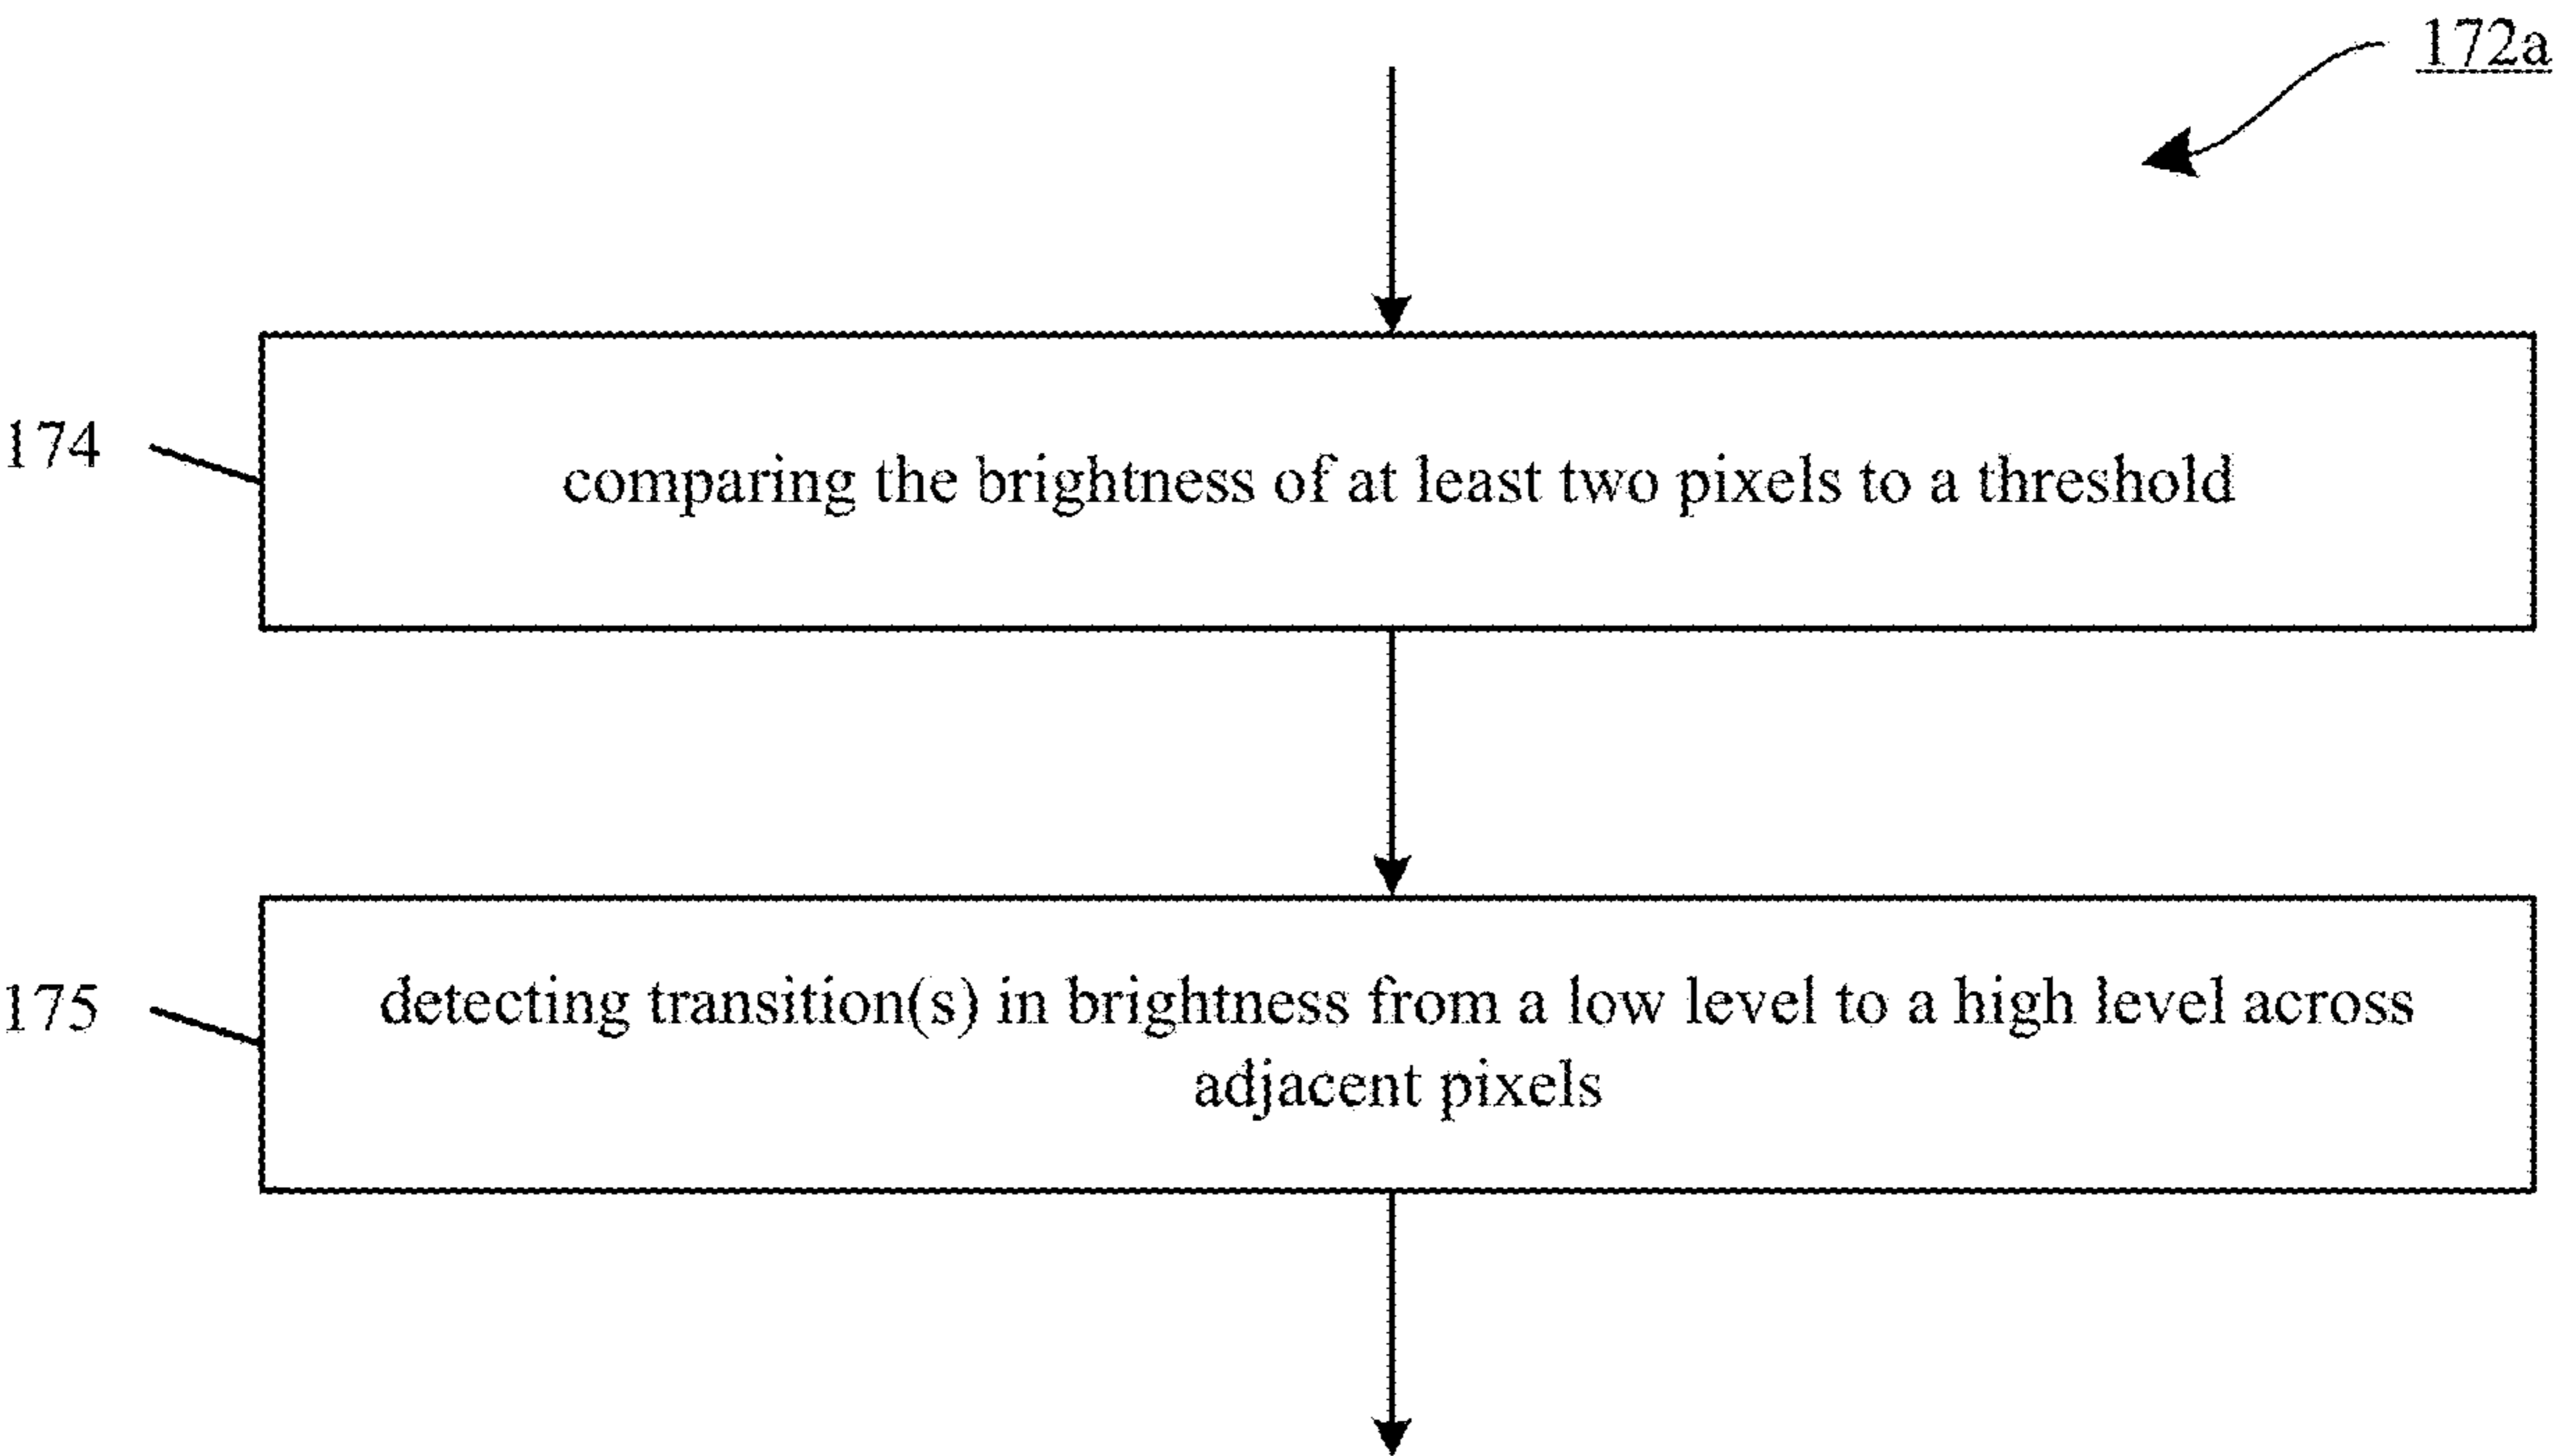 172a
174
comparing the brightness of at least two pixels to a threshold
175
detecting transition(s) in brightness from a low level to a high level across
adjacent pixels